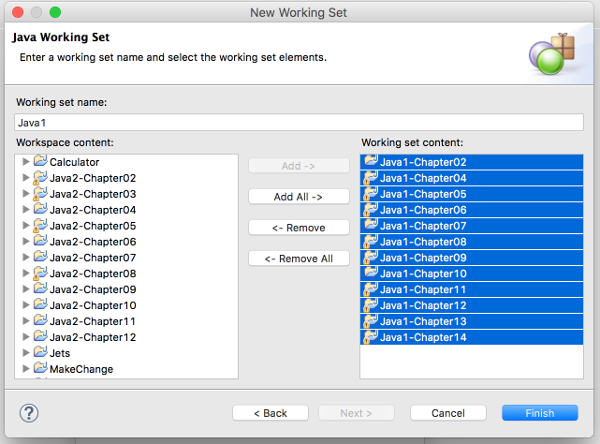 New Working Set
Java Working Set
Enter a working set name and select the working set elements.
Working set name:
Java1
Workspace content:
Calculator
Java2-Chapter02
Java2-Chapter03
Java2-Chapter04
Java2-Chapter05
Java2-Chapter06
Java2-Chapter07
Java2-Chapter08
Java2-Chapter09
Java2-Chapter10
Java2-Chapter11
Java2-Chapter12
Jets
MakeChange
Add ->
Add All ->
<- Remove
<- Remove All
Working set content:
Java1-Chapter02
Java1-Chapter04
Java1-Chapter05
Java1-Chapter06
Java1-Chapter07
Java1-Chapter08
Java1-Chapter09
Java1-Chapter10
Java1-Chapter11
Java1-Chapter12
Java1-Chapter13
Java1-Chapter14
?
< Back
Next >
Cancel
Finish